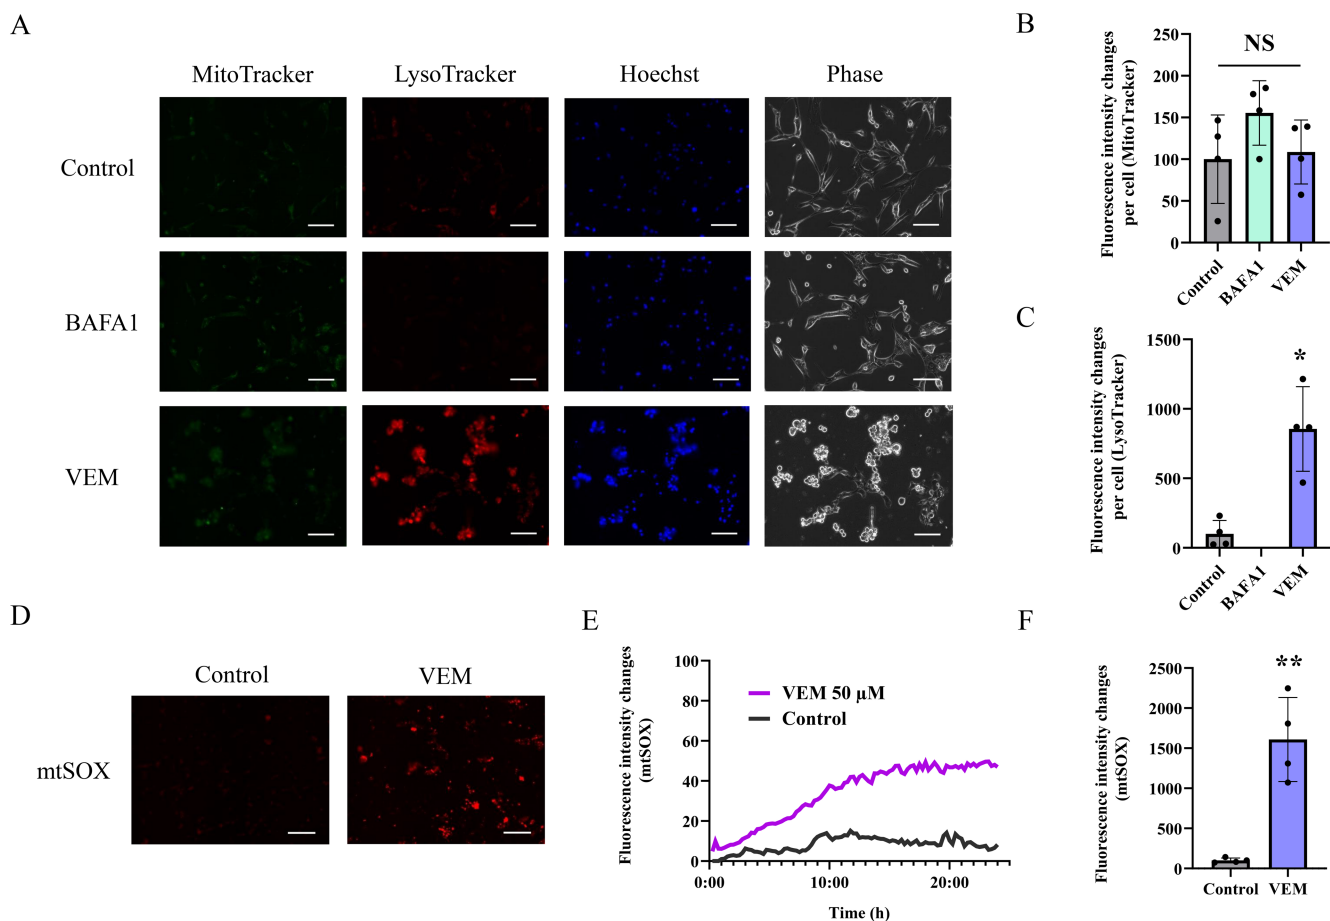 A
MitoTracker
LysoTracker
Hoechst
Phase
Control
BAFA1
VEM
B
Fluorescence intensity changes
per cell (MitoTracker)
250
200
150
100
50
0
NS
Control
BAFA1
VEM
C
Fluorescence intensity changes
per cell (LysoTracker)
1500
1000
500
0
*
Control
BAFA1
VEM
D
Control
VEM
mtSOX
E
Fluorescence intensity changes
(mtSOX)
100
80
60
40
20
0
VEM 50 µM
Control
0:00
10:00
20:00
Time (h)
F
Fluorescence intensity changes
(mtSOX)
2500
2000
1500
1000
500
0
**
Control
VEM